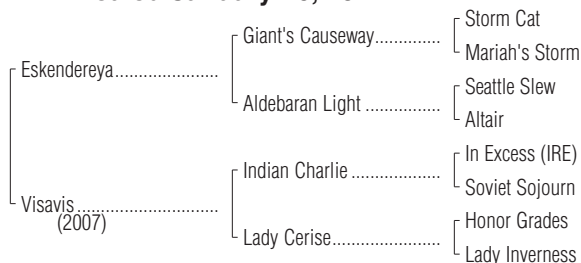 Giant's Causeway................
Storm Cat
Mariah's Storm
Eskendereya.....................
Aldebaran Light ...............
Seattle Slew
Altair
Indian Charlie ..................
In Excess (IRE)
Soviet Sojourn
Visavis.............................
(2007)
Lady Cerise.....................
Honor Grades
Lady Inverness